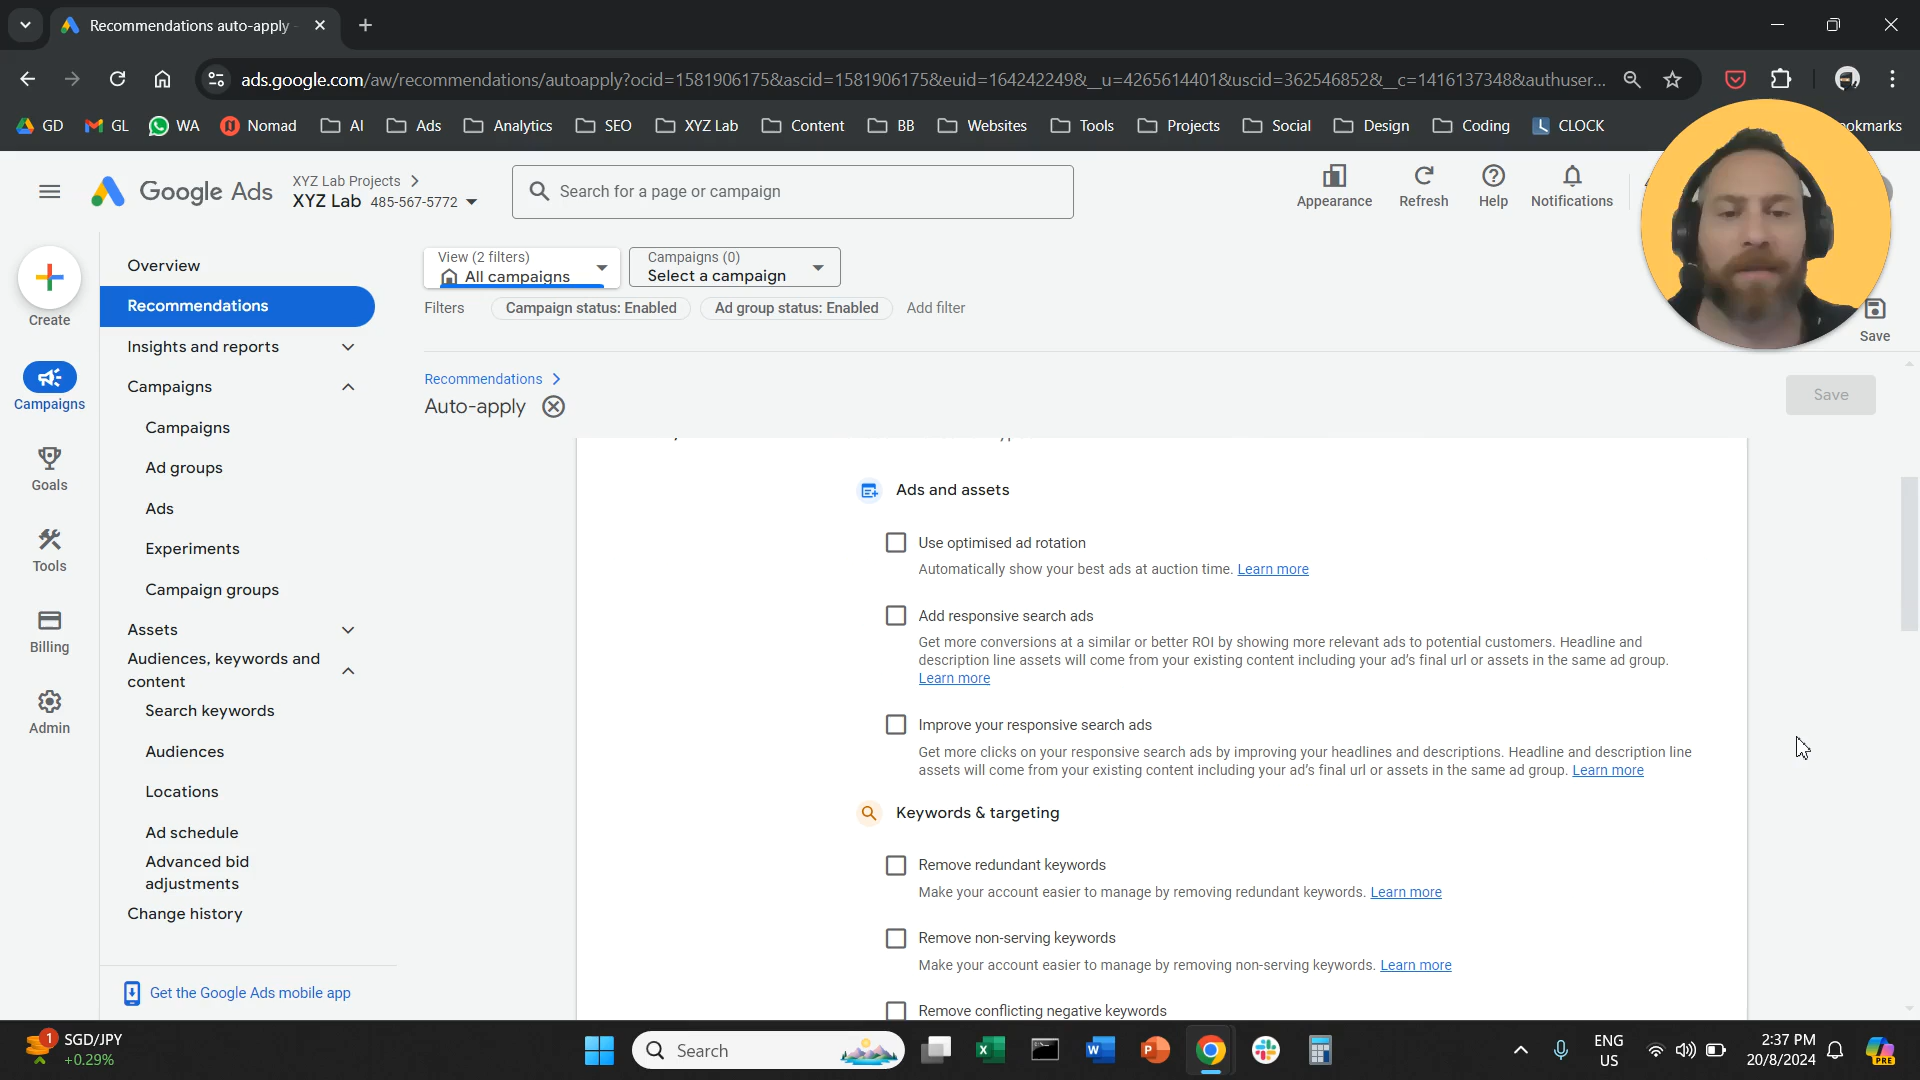 Recommendations auto-apply
ads.google.com/aw/recommendations/autoapply?ocid=1581906175&ascid=1581906175&euid=164242249&__u=4265614401&uscid=362546852&__c=1416137348&authuser...
GD
GL
WA
Nomad
AI
Ads
Analytics
SEO
XYZ Lab
Content
BB
Websites
Tools
Projects
Social
Design
Coding
CLOCK
Google Ads
XYZ Lab Projects
XYZ Lab 485-567-5772
Search for a page or campaign
Appearance
Refresh
Help
Notifications
Create
Campaigns
Goals
Tools
Billing
Admin
Overview
Recommendations
Insights and reports
Campaigns
Campaigns
Ad groups
Ads
Experiments
Campaign groups
Assets
Audiences, keywords and
content
Search keywords
Audiences
Locations
Ad schedule
Advanced bid
adjustments
Change history
Get the Google Ads mobile app
View (2 filters)
All campaigns
Campaigns (0)
Select a campaign
Filters
Campaign status: Enabled
Ad group status: Enabled
Add filter
Save
Recommendations
Auto-apply
Save
Ads and assets
Use optimised ad rotation
Automatically show your best ads at auction time. Learn more
Add responsive search ads
Get more conversions at a similar or better ROI by showing more relevant ads to potential customers. Headline and
description line assets will come from your existing content including your ad's final url or assets in the same ad group.
Learn more
Improve your responsive search ads
Get more clicks on your responsive search ads by improving your headlines and descriptions. Headline and description line
assets will come from your existing content including your ad's final url or assets in the same ad group. Learn more
Keywords & targeting
Remove redundant keywords
Make your account easier to manage by removing redundant keywords. Learn more
Remove non-serving keywords
Make your account easier to manage by removing non-serving keywords. Learn more
Remove conflicting negative keywords
1
SGD/JPY
+0.29%
Search
ENG
US
2:37 PM
20/8/2024
PRE